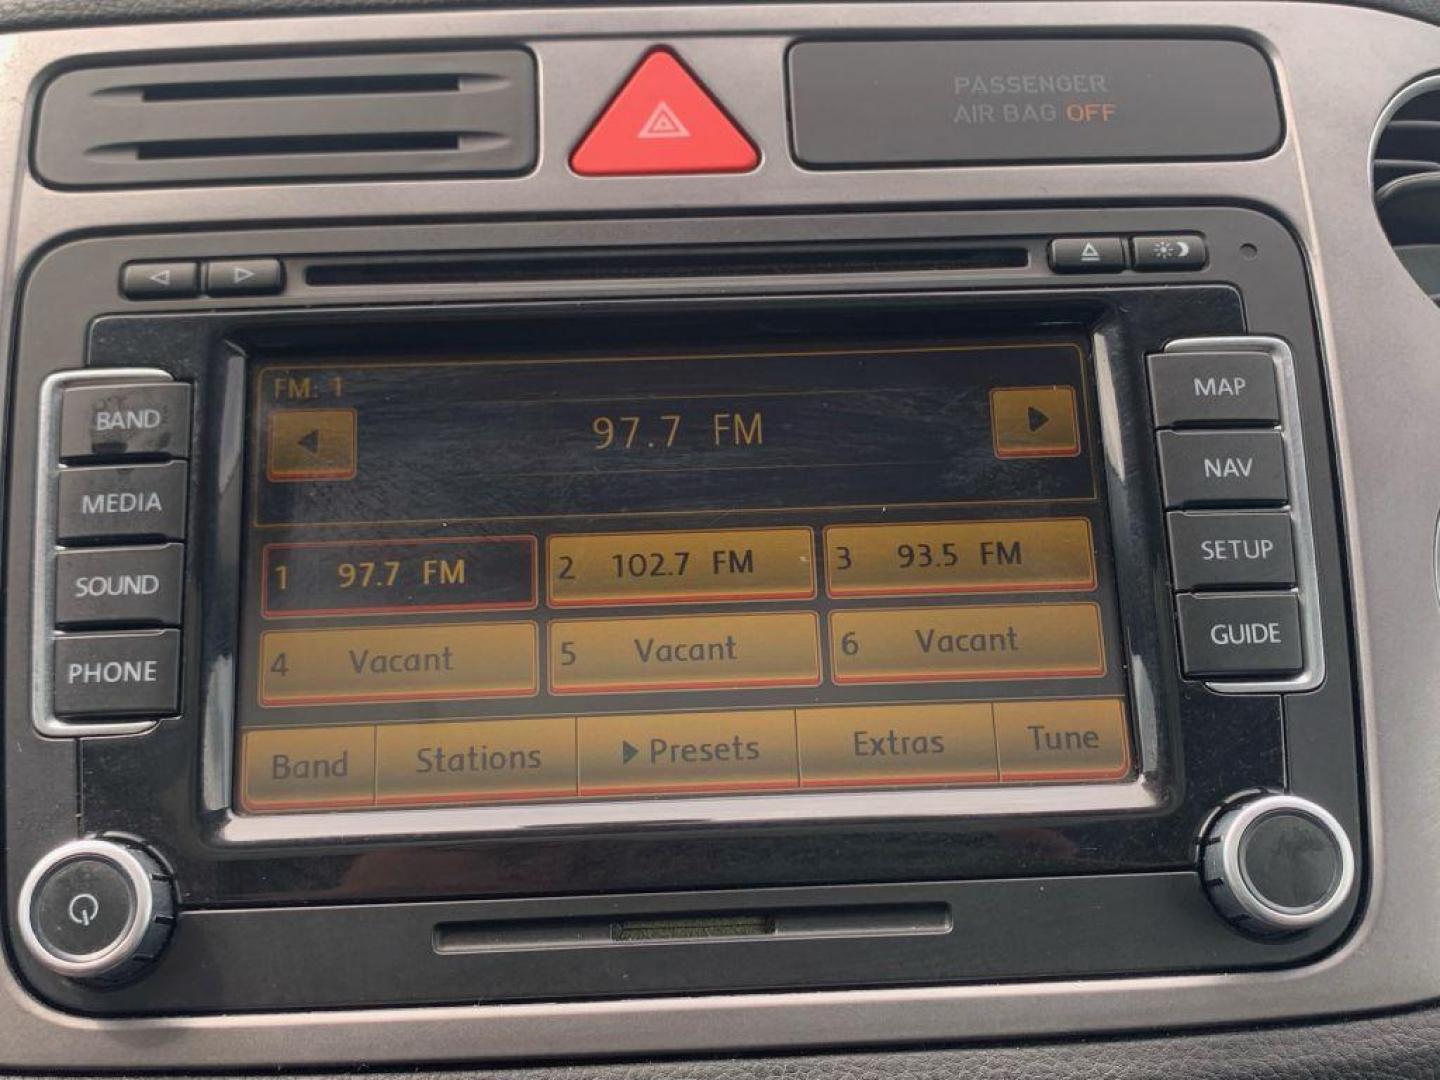 PASSENGER
AIR BAG OFF
BAND
MEDIA
SOUND
PHONE
FM: 1
97.7 FM
1 97.7 FM
2 102.7 FM
3 93.5 FM
4 Vacant
5 Vacant
6 Vacant
Band
Stations
Presets
Extras
Tune
MAP
NAV
SETUP
GUIDE